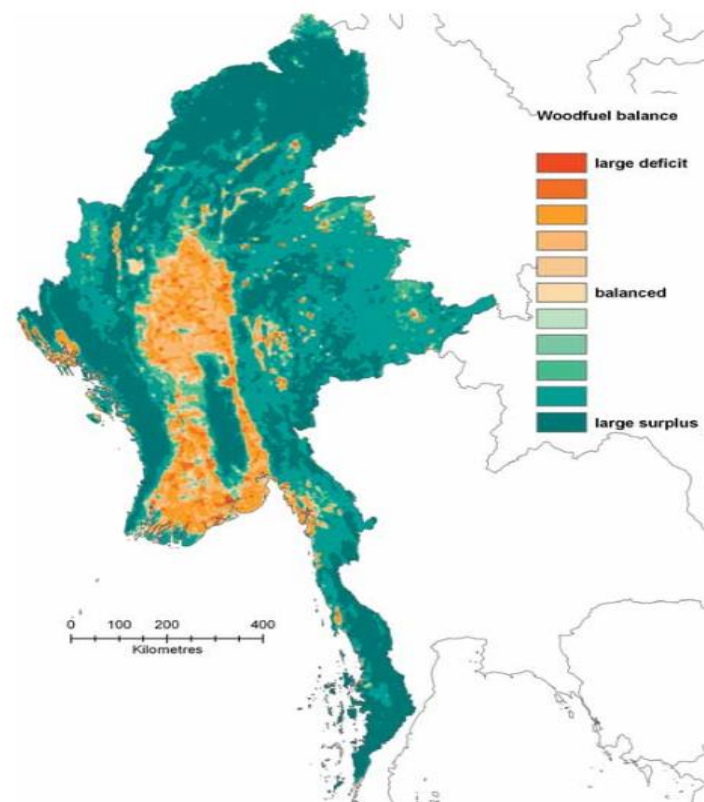 Woodfuel balance
large deficit
balanced
large surplus
0 100 200 400
Kilometres